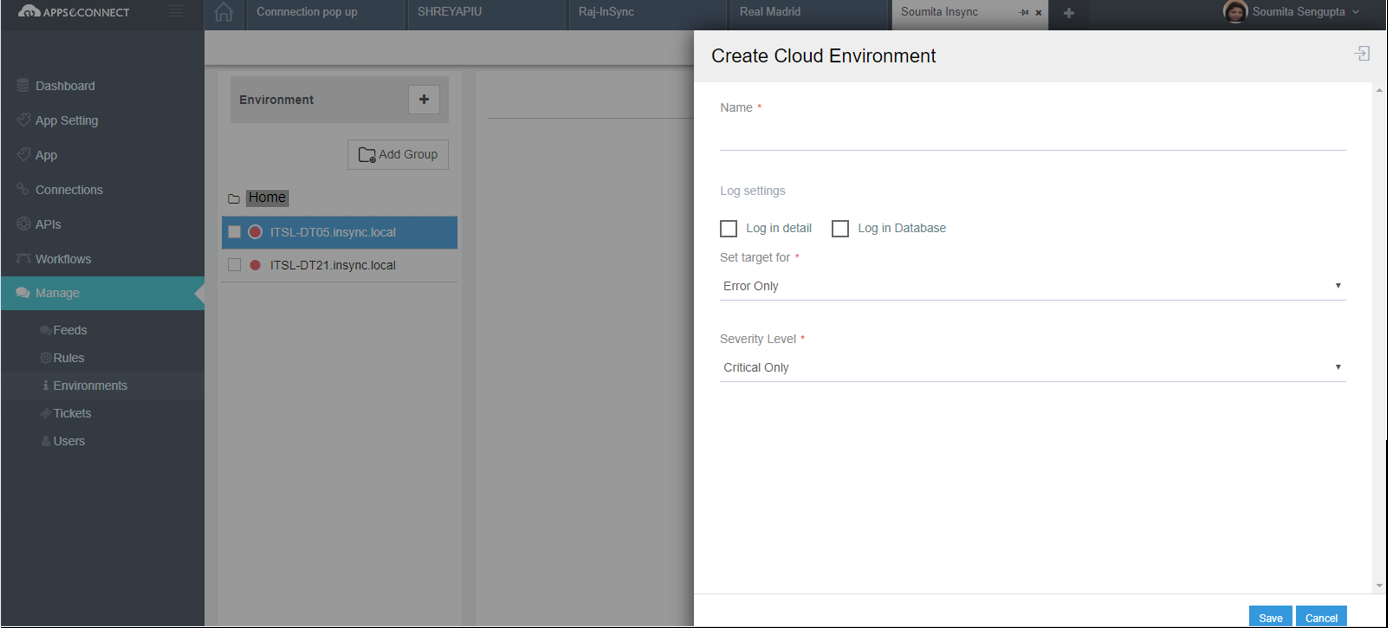 APPSeCONNECT
Connnection pop up
SHREYAPIU
Raj-InSync
Real Madrid
Soumita Insync
Soumita Sengupta
Dashboard
App Setting
App
Connections
APIs
Workflows
Manage
Feeds
Rules
Environments
Tickets
Users
Environment
+
Add Group
Home
ITSL-DT05.insync.local
ITSL-DT21.insync.local
Create Cloud Environment
Name *
Log settings
Log in detail Log in Database
Set target for *
Error Only
Severity Level *
Critical Only
Save Cancel